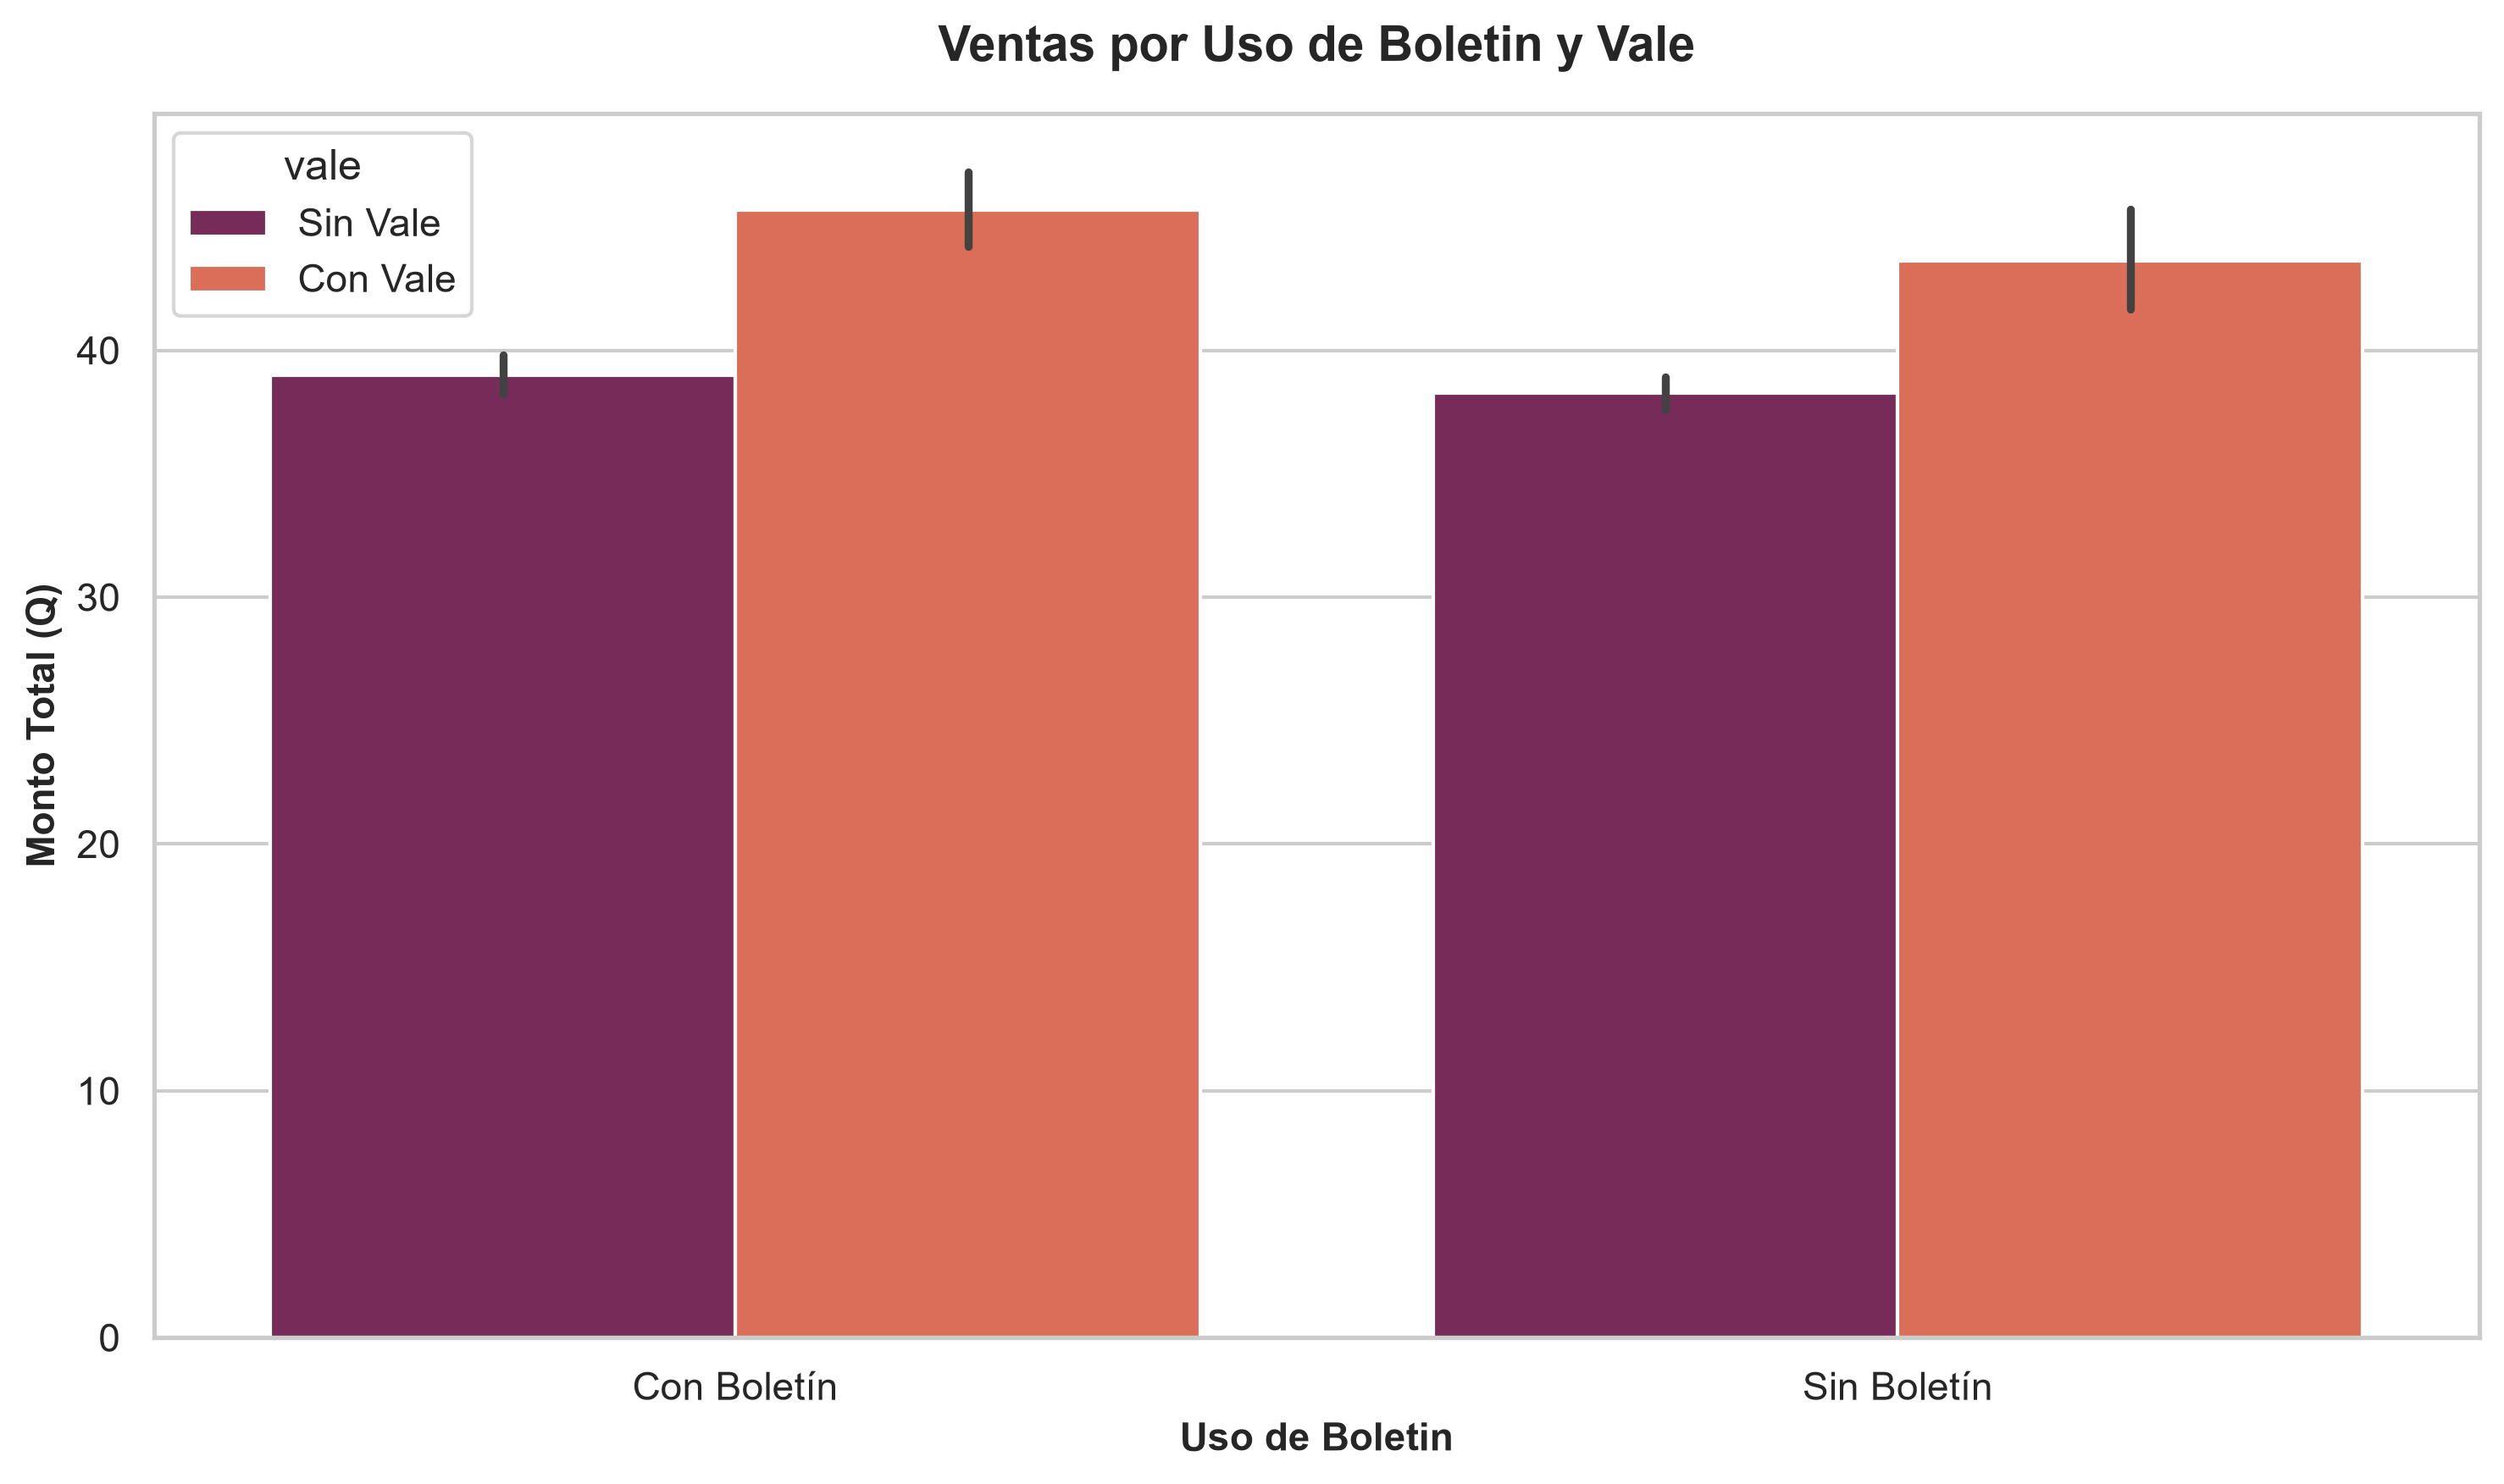 Ventas por Uso de Boletin y Vale
vale
Sin Vale
Con Vale
Monto Total (Q)
40
30
20
10
0
Con Boletín
Sin Boletín
Uso de Boletin